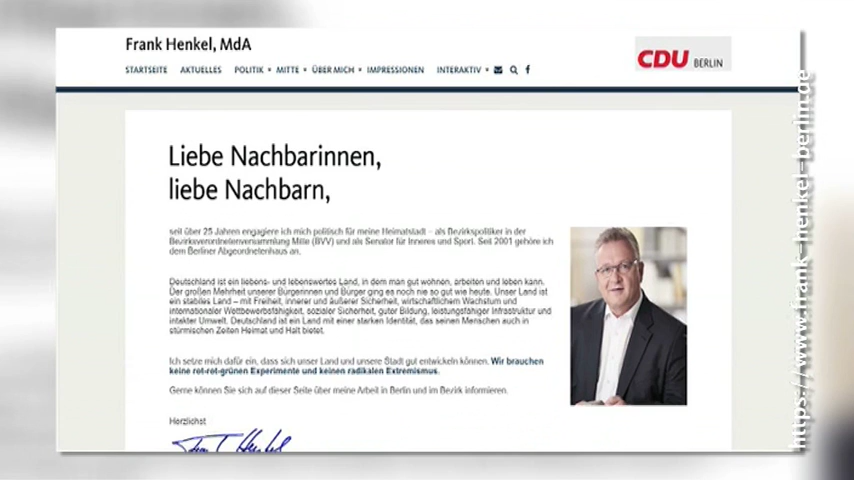 Frank Henkel, MdA
CDU BERLIN
STARTSEITE AKTUELLES POLITIK MITTE ÜBER MICH IMPRESSIONEN INTERAKTIV
Liebe Nachbarinnen,
liebe Nachbarn,
seit über 25 Jahren engagiere ich mich politisch für meine Heimatstadt – als Bezirkspolitiker in der
Bezirksverordnetenversammlung Mitte (BVV) und als Senator für Inneres und Sport. Seit 2001 gehöre ich
dem Berliner Abgeordnetenhaus an.
Deutschland ist ein liebens- und lebenswertes Land, in dem man gut wohnen, arbeiten und leben kann.
Der großen Mehrheit unserer Bürgerinnen und Bürger ging es noch nie so gut wie heute. Unser Land ist
ein stabiles Land – mit Freiheit, innerer und äußerer Sicherheit, wirtschaftlichem Wachstum und
internationaler Wettbewerbsfähigkeit, sozialer Sicherheit, guter Bildung, leistungsfähiger Infrastruktur und
intakter Umwelt. Deutschland ist ein Land mit einer starken Identität, das seinen Menschen auch in
stürmischen Zeiten Heimat und Halt bietet.
Ich setze mich dafür ein, dass sich unser Land und unsere Stadt gut entwickeln können. Wir brauchen
keine rot-rot-grünen Experimente und keinen radikalen Extremismus.
Gerne können Sie sich auf dieser Seite über meine Arbeit in Berlin und im Bezirk informieren.
Herzlichst
https://www.frank-henkel-berlin.de